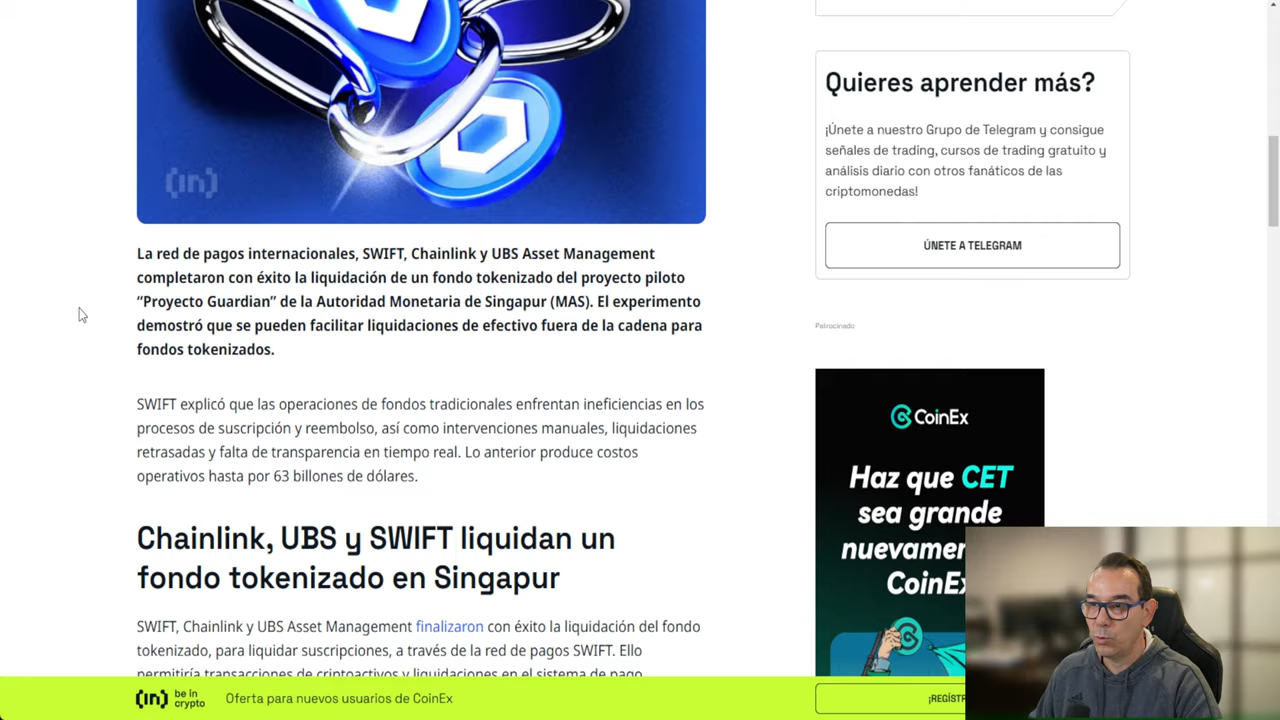 (in)
La red de pagos internacionales, SWIFT, Chainlink y UBS Asset Management
completaron con éxito la liquidación de un fondo tokenizado del proyecto piloto
“Proyecto Guardian” de la Autoridad Monetaria de Singapur (MAS). El experimento
demostró que se pueden facilitar liquidaciones de efectivo fuera de la cadena para
fondos tokenizados.
SWIFT explicó que las operaciones de fondos tradicionales enfrentan ineficiencias en los
procesos de suscripción y reembolso, así como intervenciones manuales, liquidaciones
retrasadas y falta de transparencia en tiempo real. Lo anterior produce costos
operativos hasta por 63 billones de dólares.
Chainlink, UBS y SWIFT liquidan un
fondo tokenizado en Singapur
SWIFT, Chainlink y UBS Asset Management finalizaron con éxito la liquidación del fondo
tokenizado, para liquidar suscripciones, a través de la red de pagos SWIFT. Ello
permitiría transacciones de criptoactivos y liquidaciones en el sistema de pago
Quieres aprender más?
¡Únete a nuestro Grupo de Telegram y consigue
señales de trading, cursos de trading gratuito y
análisis diario con otros fanáticos de las
criptomonedas!
ÚNETE A TELEGRAM
Patrocinado
CoinEx
Haz que CET
sea grande
CoinEx
(in) be in
crypto
Oferta para nuevos usuarios de CoinEx